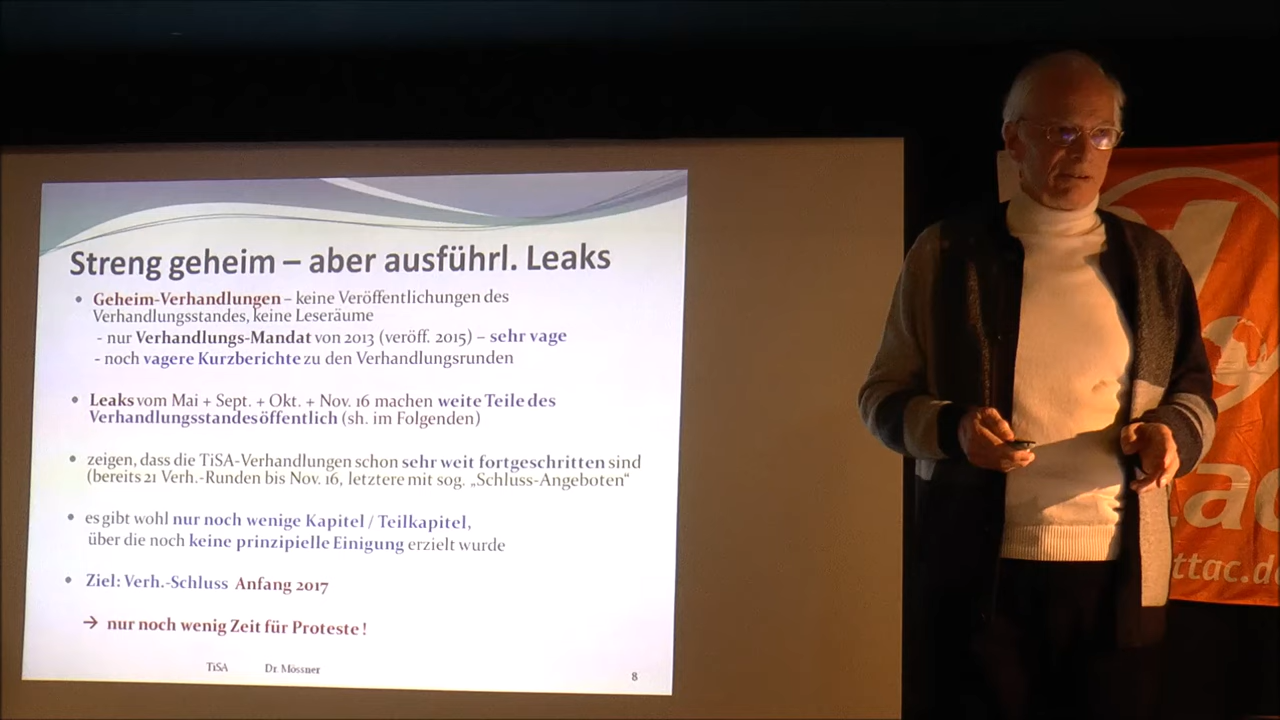 Streng geheim – aber ausführl. Leaks
• Geheim-Verhandlungen – keine Veröffentlichungen des
Verhandlungsstandes, keine Leseräume
- nur Verhandlungs-Mandat von 2013 (veröff. 2015) – sehr vage
- noch vagere Kurzberichte zu den Verhandlungsrunden
• Leaks vom Mai + Sept. + Okt. + Nov. 16 machen weite Teile des
Verhandlungsstandes öffentlich (sh. im Folgenden)
• zeigen, dass die TiSA-Verhandlungen schon sehr weit fortgeschritten sind
(bereits 21 Verh.-Runden bis Nov. 16, letztere mit sog. „Schluss-Angeboten“
• es gibt wohl nur noch wenige Kapitel / Teilkapitel,
über die noch keine prinzipielle Einigung erzielt wurde
• Ziel: Verh.-Schluss Anfang 2017
→ nur noch wenig Zeit für Proteste !
TiSA Dr. Mössner
8
ttac.de